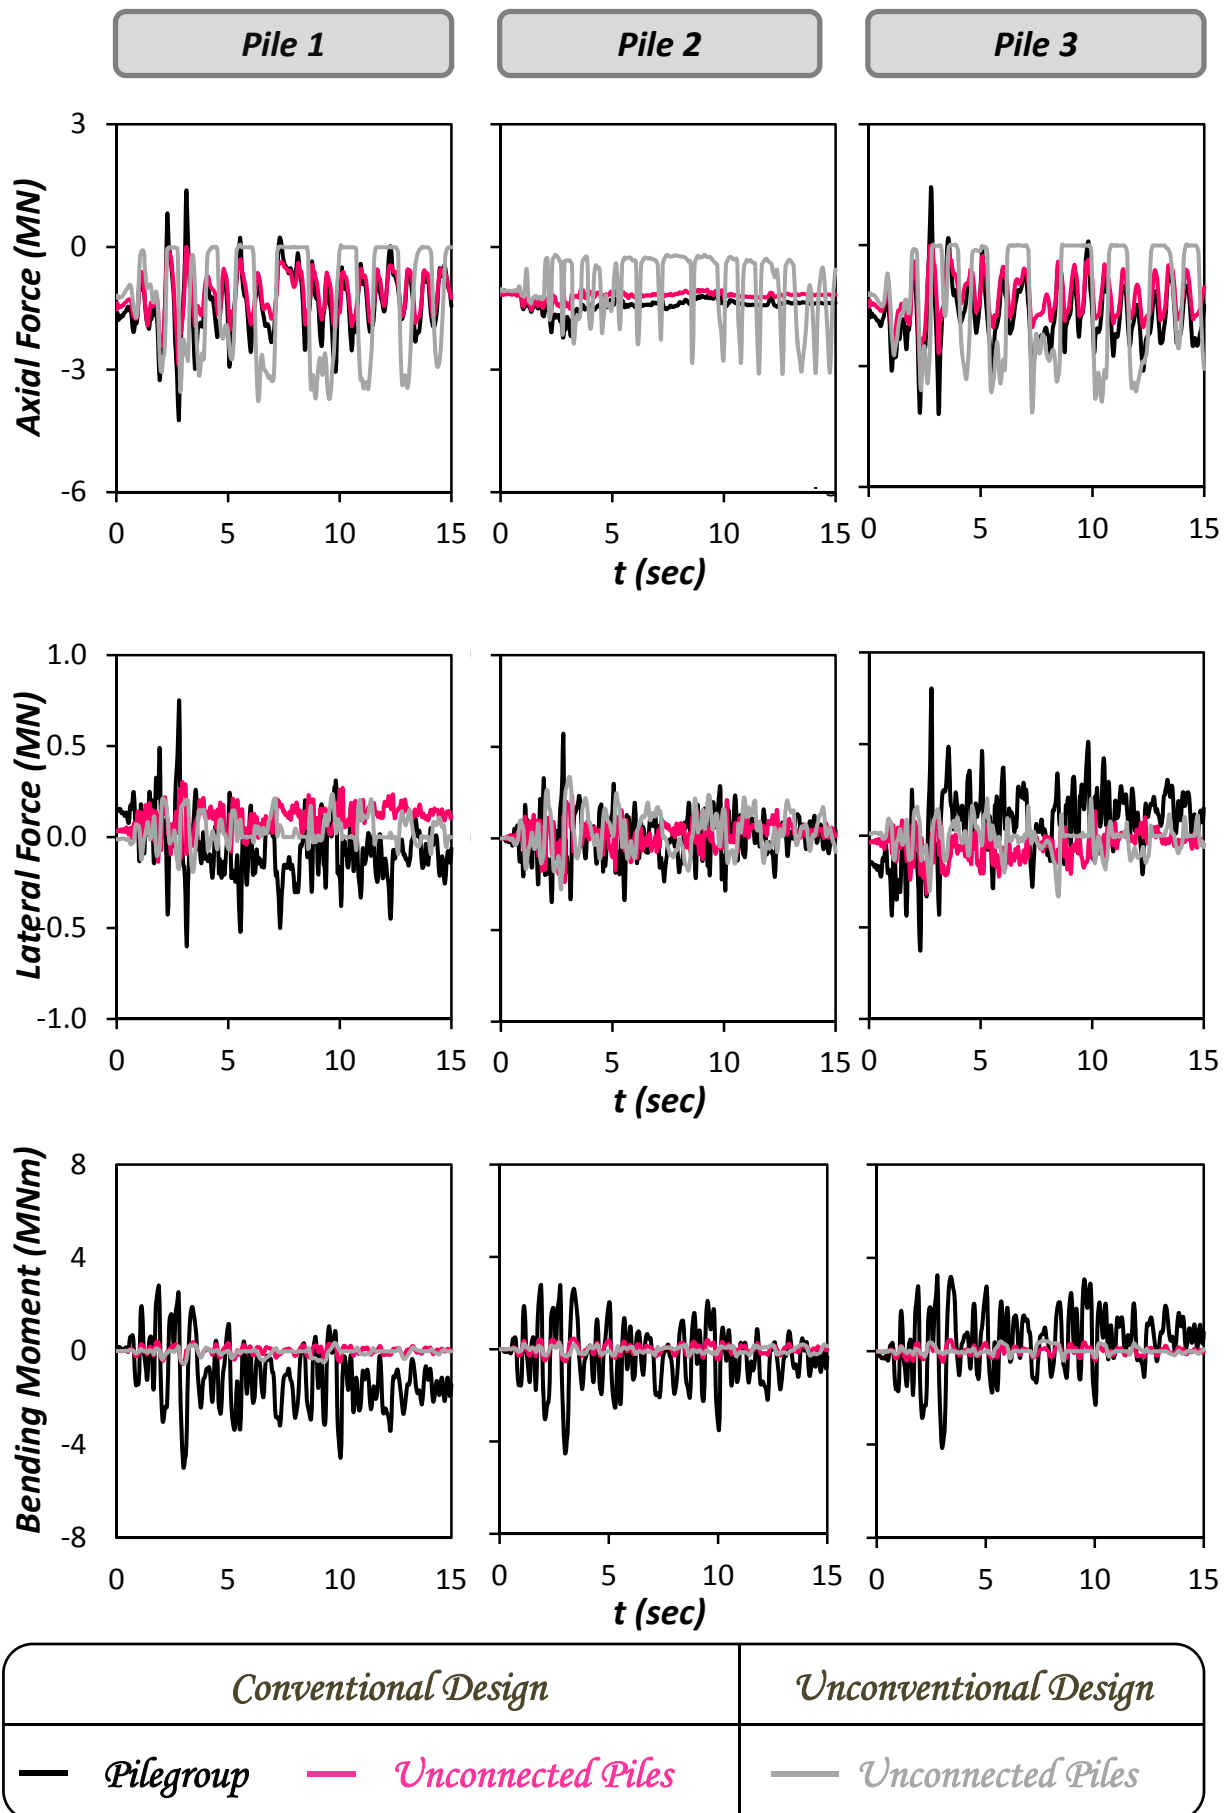 Pile 1 Pile 2 Pile 3
Axial Force (MN)
3
0
-3
-6
0 5 10 15 0 5 10 15 0 5 10 15
t (sec)
Lateral Force (MN)
1.0
0.5
0.0
-0.5
-1.0
0 5 10 15 0 5 10 15 0 5 10 15
t (sec)
Bending Moment (MNm)
8
4
0
-4
-8
0 5 10 15 0 5 10 15 0 5 10 15
t (sec)
Conventional Design Unconventional Design
Pilegroup Unconnected Piles Unconnected Piles